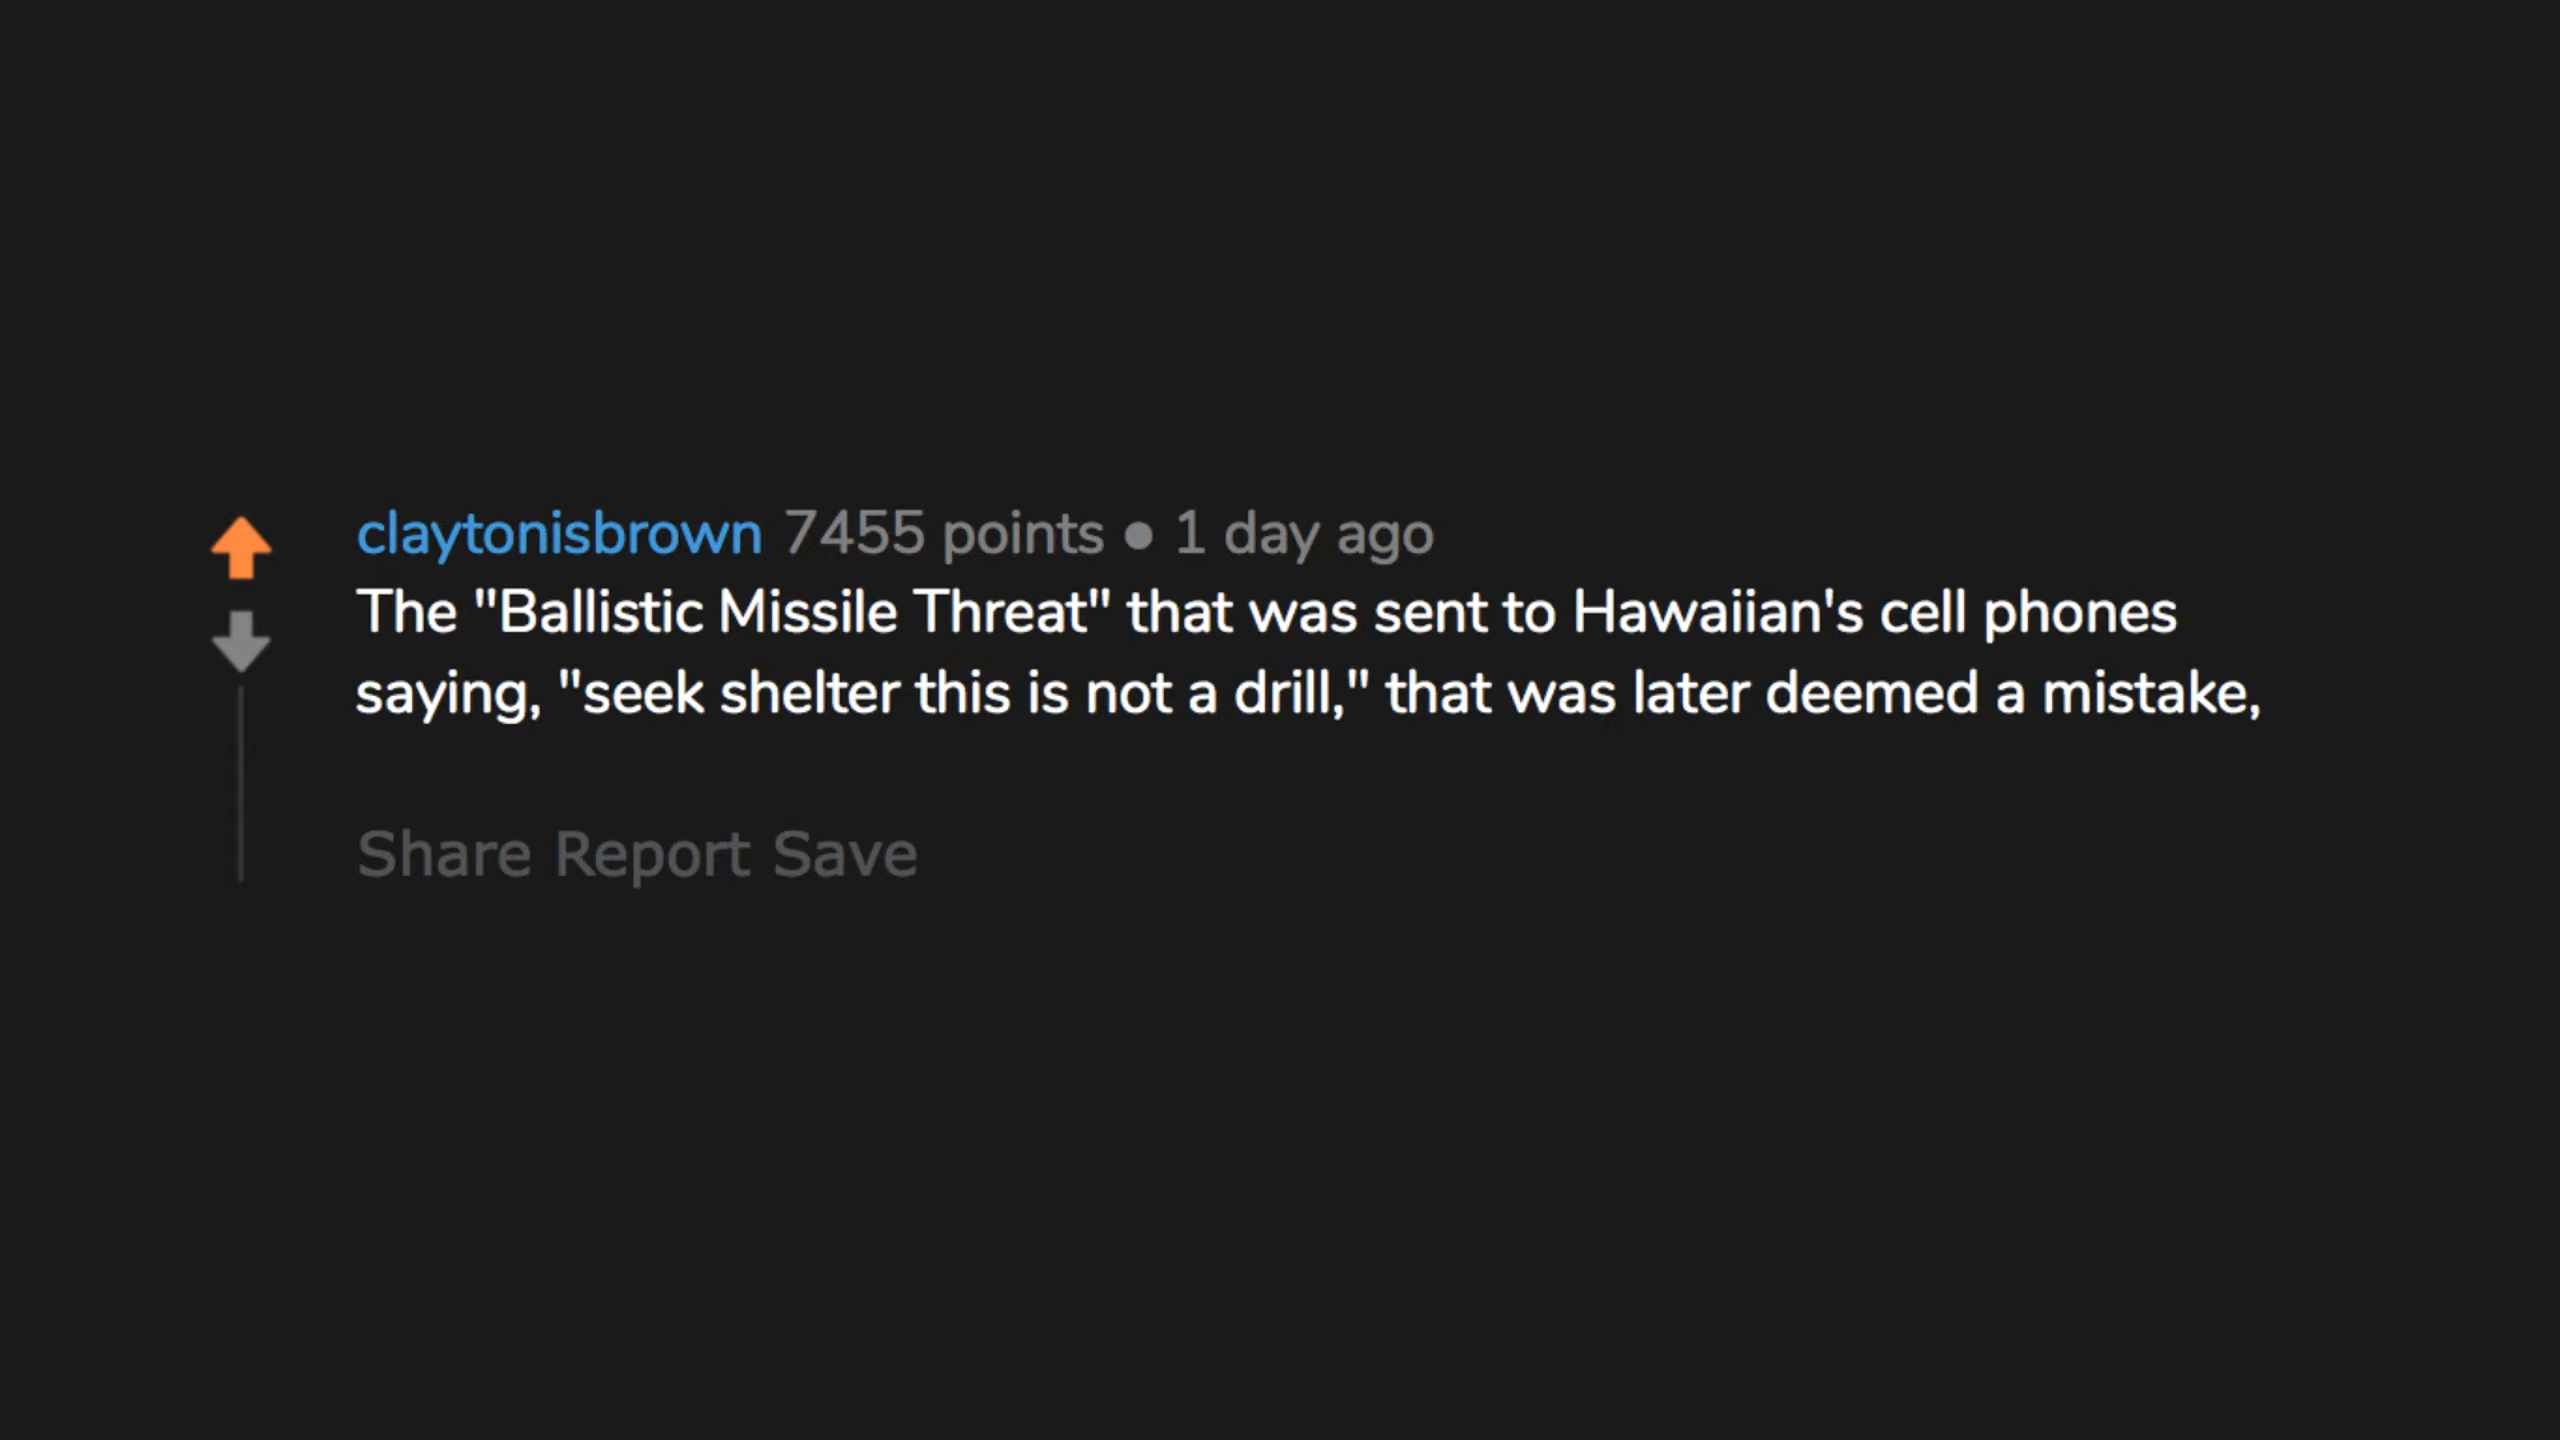 claytonisbrown 7455 points ● 1 day ago
The "Ballistic Missile Threat" that was sent to Hawaiian's cell phones
saying, "seek shelter this is not a drill," that was later deemed a mistake,
Share Report Save